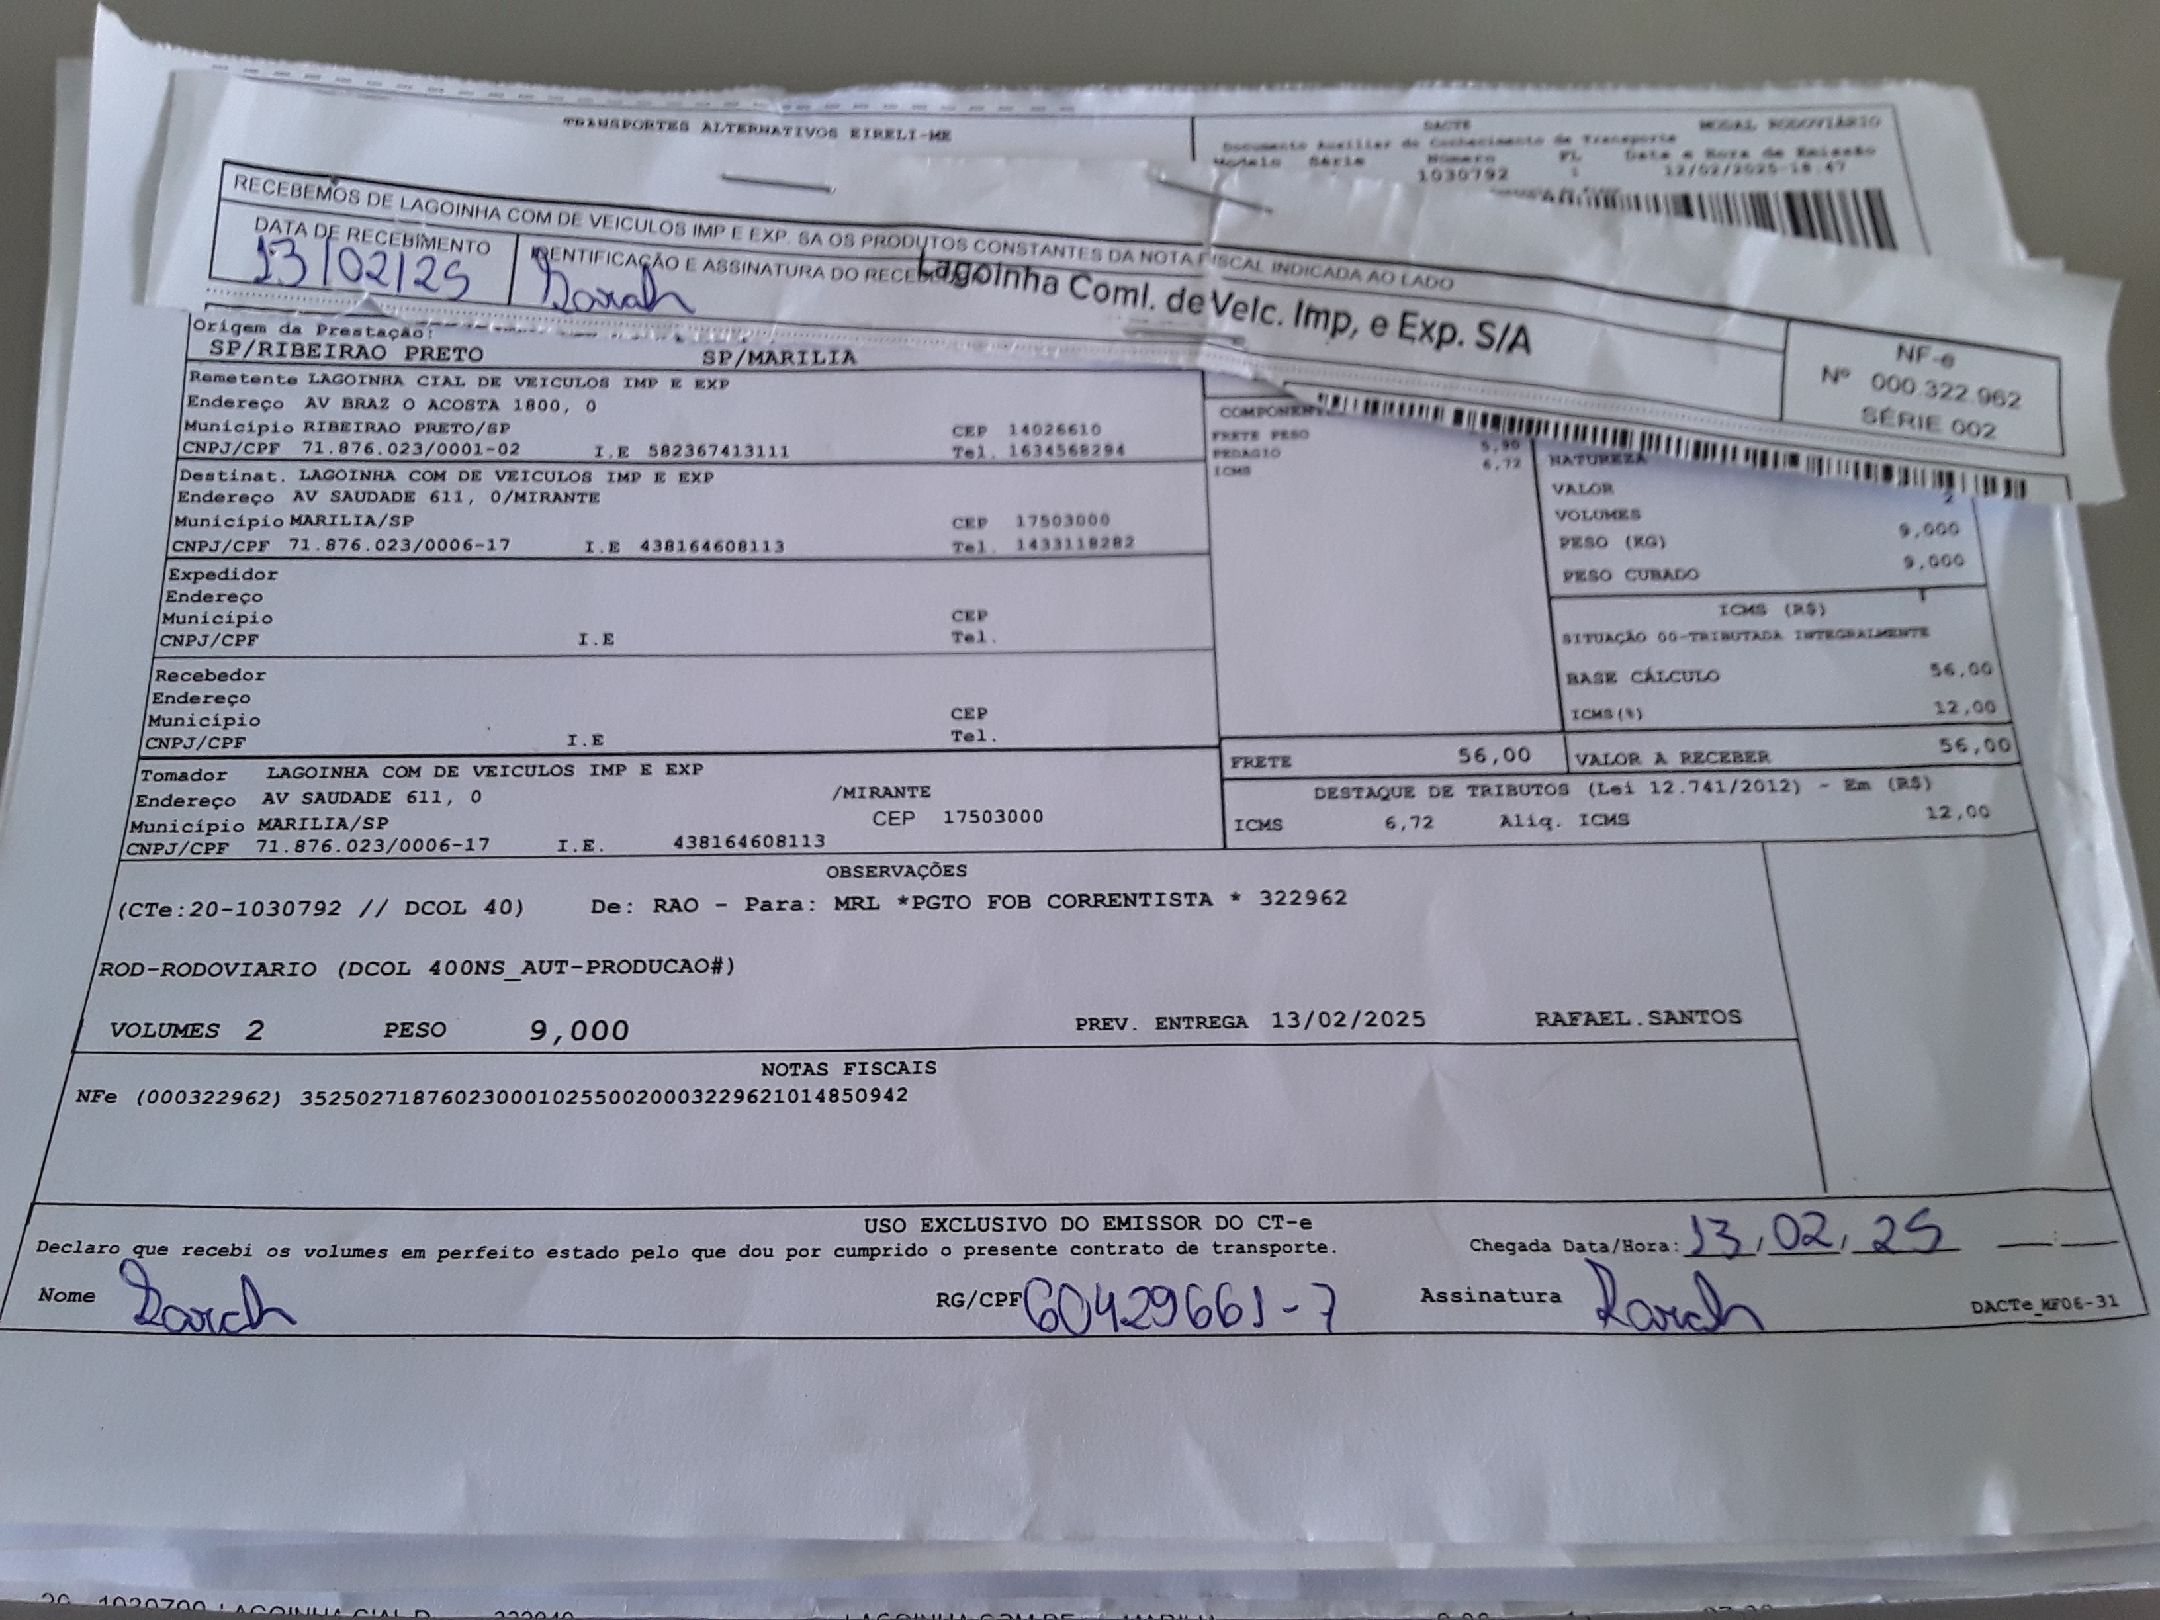 TRANSPORTES ALTERNATIVOS EIRELI-ME
DACTE MODAL RODOVIÁRIO
Documento Auxiliar do Conhecimento de Transporte
Modelo Série Número FL Data e Hora de Emissão
1030792 1 12/02/2025-18:47
RECEBEMOS DE LAGOINHA COM DE VEICULOS IMP E EXP. SA OS PRODUTOS CONSTANTES DA NOTA FISCAL INDICADA AO LADO
DATA DE RECEBIMENTO
13/02/25
IDENTIFICAÇÃO E ASSINATURA DO
Lagoinha Coml. de Veic. Imp, e Exp. S/A
NF-e
Nº 000.322.962
SÉRIE 002
Origem da Prestação:
SP/RIBEIRAO PRETO SP/MARILIA
Remetente LAGOINHA CIAL DE VEICULOS IMP E EXP
Endereço AV BRAZ O ACOSTA 1800, 0
Município RIBEIRAO PRETO/SP CEP 14026610
CNPJ/CPF 71.876.023/0001-02 I.E 582367413111 Tel. 1634568294
Destinat. LAGOINHA COM DE VEICULOS IMP E EXP
Endereço AV SAUDADE 611, 0/MIRANTE
Município MARILIA/SP CEP 17503000
CNPJ/CPF 71.876.023/0006-17 I.E 438164608113 Tel. 1433118282
Expedidor
Endereço
Município CEP
CNPJ/CPF I.E Tel.
Recebedor
Endereço
Município CEP
CNPJ/CPF I.E Tel.
Tomador LAGOINHA COM DE VEICULOS IMP E EXP
Endereço AV SAUDADE 611, 0 /MIRANTE
Município MARILIA/SP CEP 17503000
CNPJ/CPF 71.876.023/0006-17 I.E. 438164608113
FRETE PESO
PEDAGIO 5,90
ICMS 6,72
NATUREZA
VALOR
VOLUMES 2
PESO (KG) 9,000
PESO CUBADO 9,000
ICMS (R$)
SITUAÇÃO 00-TRIBUTADA INTEGRALMENTE
BASE CÁLCULO 56,00
ICMS(%) 12,00
FRETE 56,00 VALOR A RECEBER 56,00
DESTAQUE DE TRIBUTOS (Lei 12.741/2012) - Em (R$)
ICMS 6,72 Aliq. ICMS 12,00
OBSERVAÇÕES
(CTe:20-1030792 // DCOL 40) De: RAO - Para: MRL *PGTO FOB CORRENTISTA * 322962
ROD-RODOVIARIO (DCOL 400NS_AUT-PRODUCAO#)
VOLUMES 2 PESO 9,000 PREV. ENTREGA 13/02/2025 RAFAEL.SANTOS
NOTAS FISCAIS
NFe (000322962) 35250271876023000102550020003229621014850942
USO EXCLUSIVO DO EMISSOR DO CT-e
Declaro que recebi os volumes em perfeito estado pelo que dou por cumprido o presente contrato de transporte. Chegada Data/Hora: 13, 02, 25
Nome RG/CPF 60429661-7 Assinatura
DACTe_MF06-31